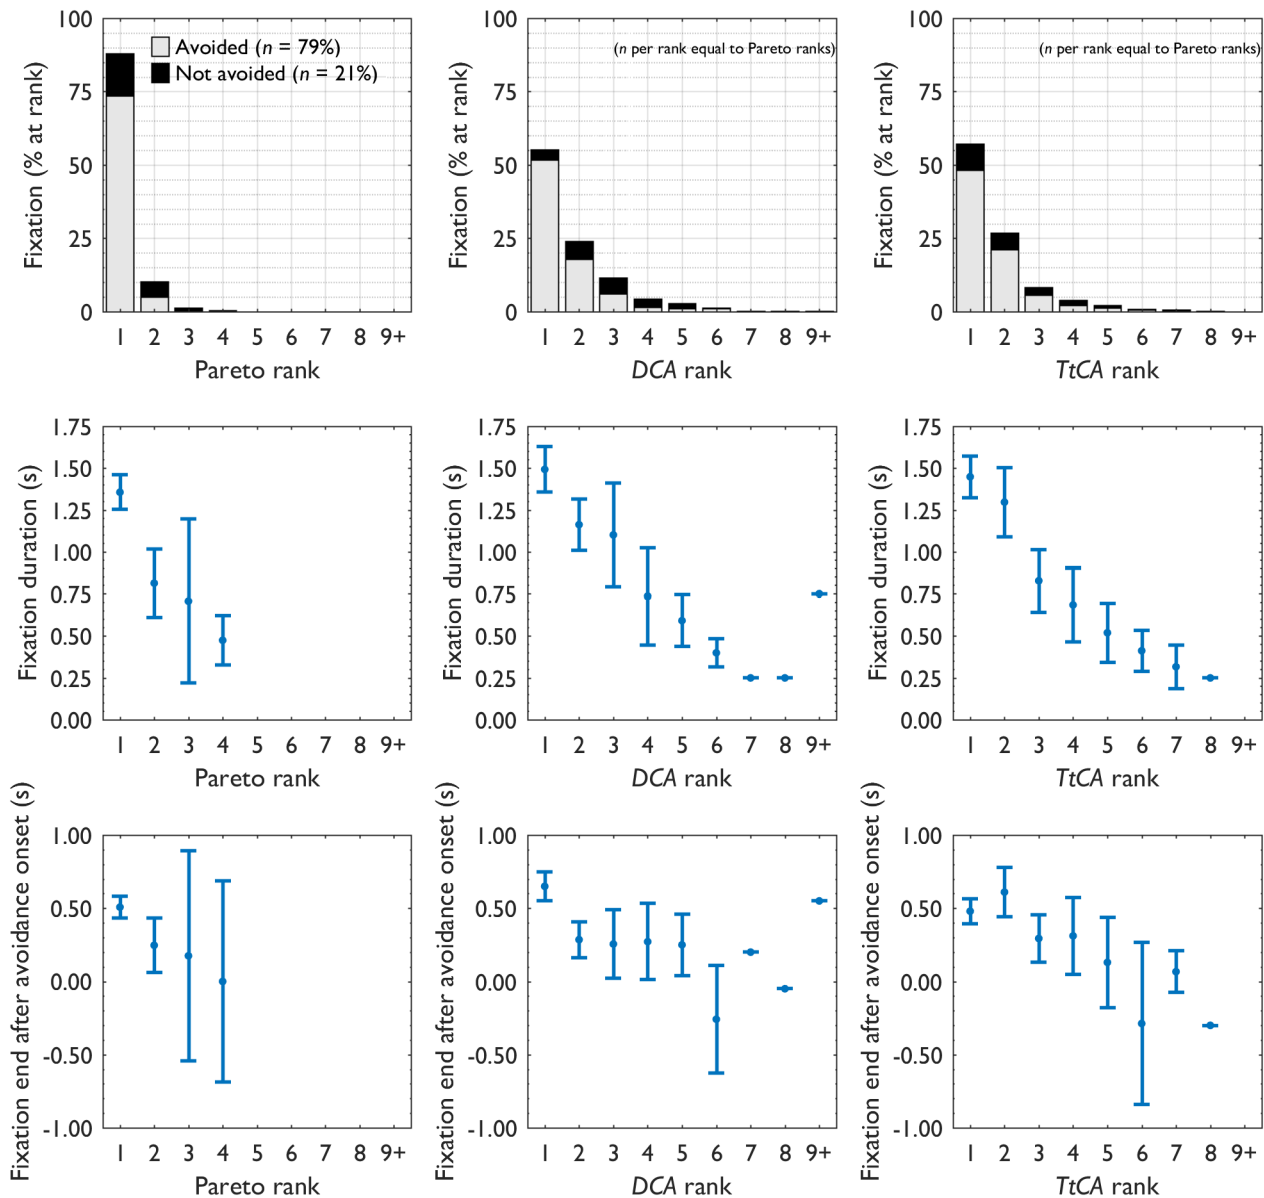 100
75
50
25
0
Fixation (% at rank)
Avoided (n = 79%)
Not avoided (n = 21%)
1 2 3 4 5 6 7 8 9+
Pareto rank
100
75
50
25
0
Fixation (% at rank)
(n per rank equal to Pareto ranks)
1 2 3 4 5 6 7 8 9+
DCA rank
100
75
50
25
0
Fixation (% at rank)
(n per rank equal to Pareto ranks)
1 2 3 4 5 6 7 8 9+
TtCA rank
1.75
1.50
1.25
1.00
0.75
0.50
0.25
0.00
Fixation duration (s)
1 2 3 4 5 6 7 8 9+
Pareto rank
1.75
1.50
1.25
1.00
0.75
0.50
0.25
0.00
Fixation duration (s)
1 2 3 4 5 6 7 8 9+
DCA rank
1.75
1.50
1.25
1.00
0.75
0.50
0.25
0.00
Fixation duration (s)
1 2 3 4 5 6 7 8 9+
TtCA rank
1.00
0.50
0.00
-0.50
-1.00
Fixation end after avoidance onset (s)
1 2 3 4 5 6 7 8 9+
Pareto rank
1.00
0.50
0.00
-0.50
-1.00
Fixation end after avoidance onset (s)
1 2 3 4 5 6 7 8 9+
DCA rank
1.00
0.50
0.00
-0.50
-1.00
Fixation end after avoidance onset (s)
1 2 3 4 5 6 7 8 9+
TtCA rank